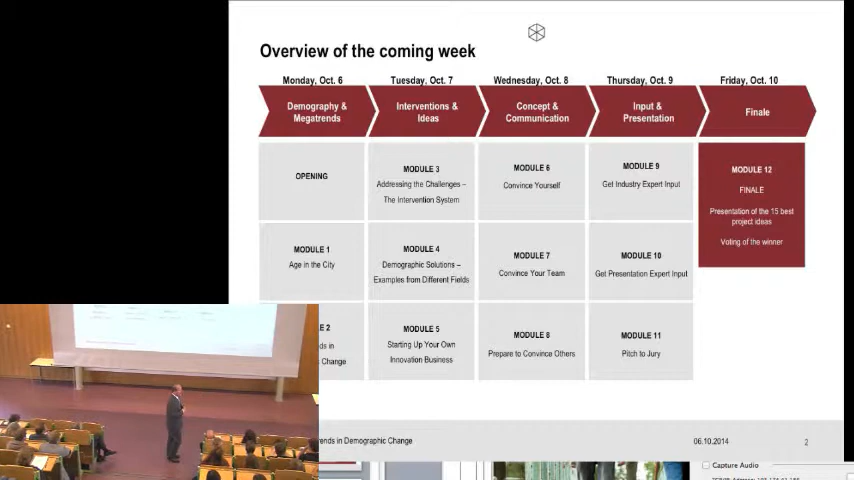 Overview of the coming week
Monday, Oct. 6
Tuesday, Oct. 7
Wednesday, Oct. 8
Thursday, Oct. 9
Friday, Oct. 10
Demography &
Megatrends
Interventions &
Ideas
Concept &
Communication
Input &
Presentation
Finale
OPENING
MODULE 3
Addressing the Challenges –
The Intervention System
MODULE 6
Convince Yourself
MODULE 9
Get Industry Expert Input
MODULE 12
FINALE
Presentation of the 15 best
project ideas
Voting of the winner
MODULE 1
Age in the City
MODULE 4
Demographic Solutions –
Examples from Different Fields
MODULE 7
Convince Your Team
MODULE 10
Get Presentation Expert Input
E 2
ds in
Change
MODULE 5
Starting Up Your Own
Innovation Business
MODULE 8
Prepare to Convince Others
MODULE 11
Pitch to Jury
rends in Demographic Change
06.10.2014
2
Capture Audio